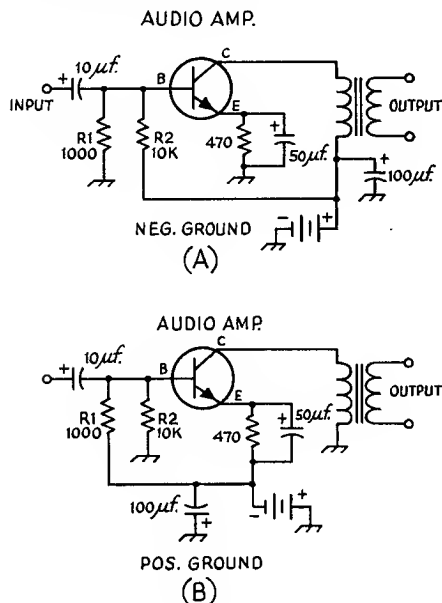 AUDIO AMP.
10µf.
C
B
E
INPUT
OUTPUT
R1
1000
R2
10K
470
50µf.
100µf.
NEG. GROUND
(A)
AUDIO AMP.
10µf.
C
B
E
OUTPUT
R1
1000
R2
10K
470
50µf.
100µf.
POS. GROUND
(B)